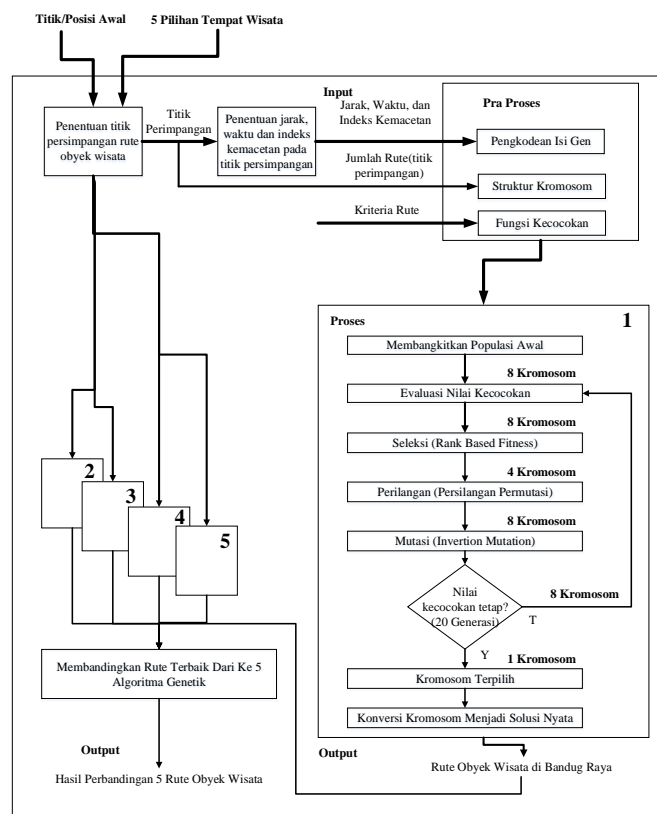 Titik/Posisi Awal
5 Pilihan Tempat Wisata
Penentuan titik
persimpangan rute
obyek wisata
Titik
Perimpangan
Penentuan jarak,
waktu dan indeks
kemacetan pada
titik persimpangan
Input
Jarak, Waktu, dan
Indeks Kemacetan
Jumlah Rute(titik
perimpangan)
Kriteria Rute
Pra Proses
Pengkodean Isi Gen
Struktur Kromosom
Fungsi Kecocokan
Proses
1
Membangkitkan Populasi Awal
8 Kromosom
Evaluasi Nilai Kecocokan
8 Kromosom
Seleksi (Rank Based Fitness)
4 Kromosom
Perilangan (Persilangan Permutasi)
8 Kromosom
Mutasi (Invertion Mutation)
Nilai
kecocokan tetap?
(20 Generasi)
8 Kromosom
T
Y
1 Kromosom
Kromosom Terpilih
Konversi Kromosom Menjadi Solusi Nyata
Output
Rute Obyek Wisata di Bandug Raya
2
3
4
5
Membandingkan Rute Terbaik Dari Ke 5
Algoritma Genetik
Output
Hasil Perbandingan 5 Rute Obyek Wisata